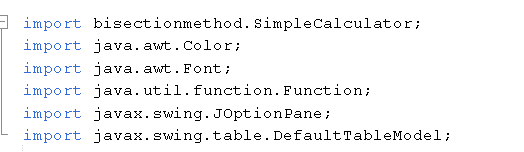 import bisectionmethod.SimpleCalculator;
import java.awt.Color;
import java.awt.Font;
import java.util.function.Function;
import javax.swing.JOptionPane;
import javax.swing.table.DefaultTableModel;